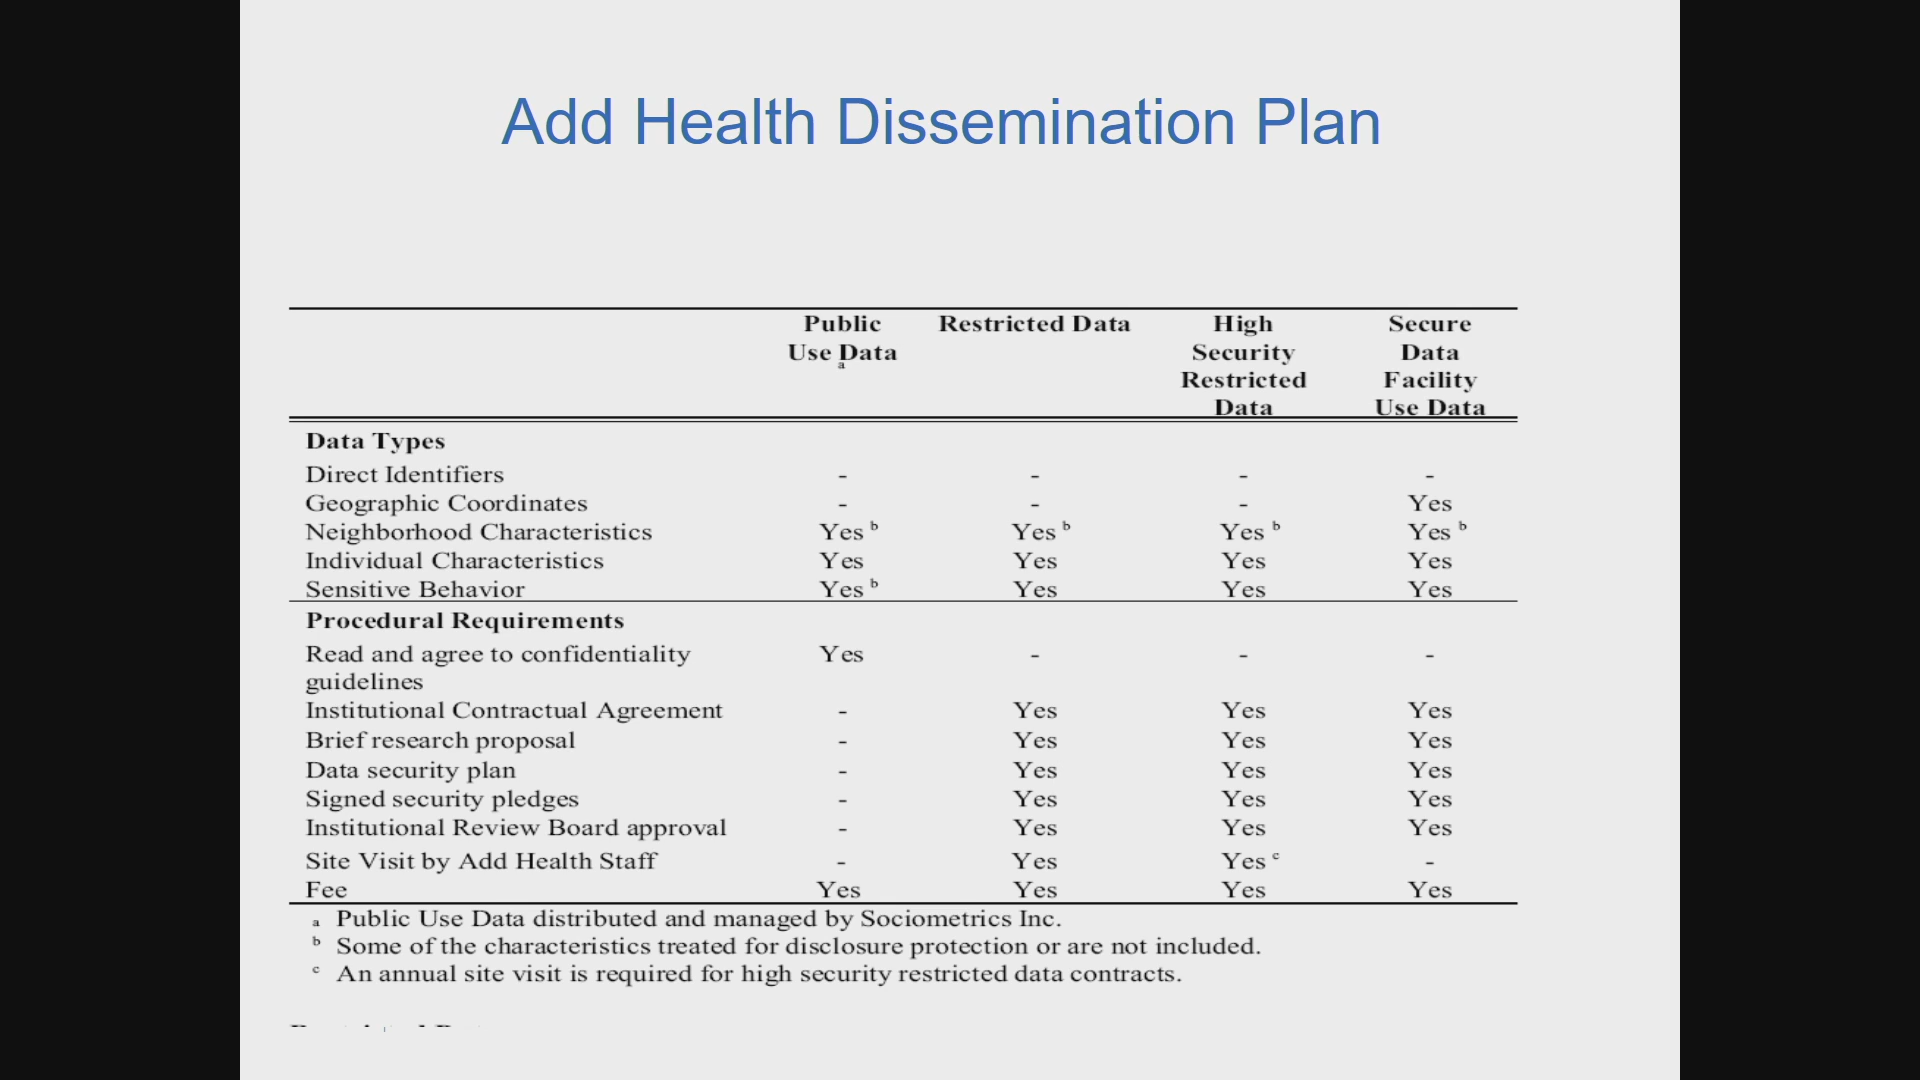 Add Health Dissemination Plan
Public Use Data a Restricted Data High Security Restricted Data Secure Data Facility Use Data
Data Types
Direct Identifiers - - - -
Geographic Coordinates - - - Yes
Neighborhood Characteristics Yes b Yes b Yes b Yes b
Individual Characteristics Yes Yes Yes Yes
Sensitive Behavior Yes b Yes Yes Yes
Procedural Requirements
Read and agree to confidentiality Yes - - -
guidelines
Institutional Contractual Agreement - Yes Yes Yes
Brief research proposal - Yes Yes Yes
Data security plan - Yes Yes Yes
Signed security pledges - Yes Yes Yes
Institutional Review Board approval - Yes Yes Yes
Site Visit by Add Health Staff - Yes Yes c -
Fee Yes Yes Yes Yes
a Public Use Data distributed and managed by Sociometrics Inc.
b Some of the characteristics treated for disclosure protection or are not included.
c An annual site visit is required for high security restricted data contracts.